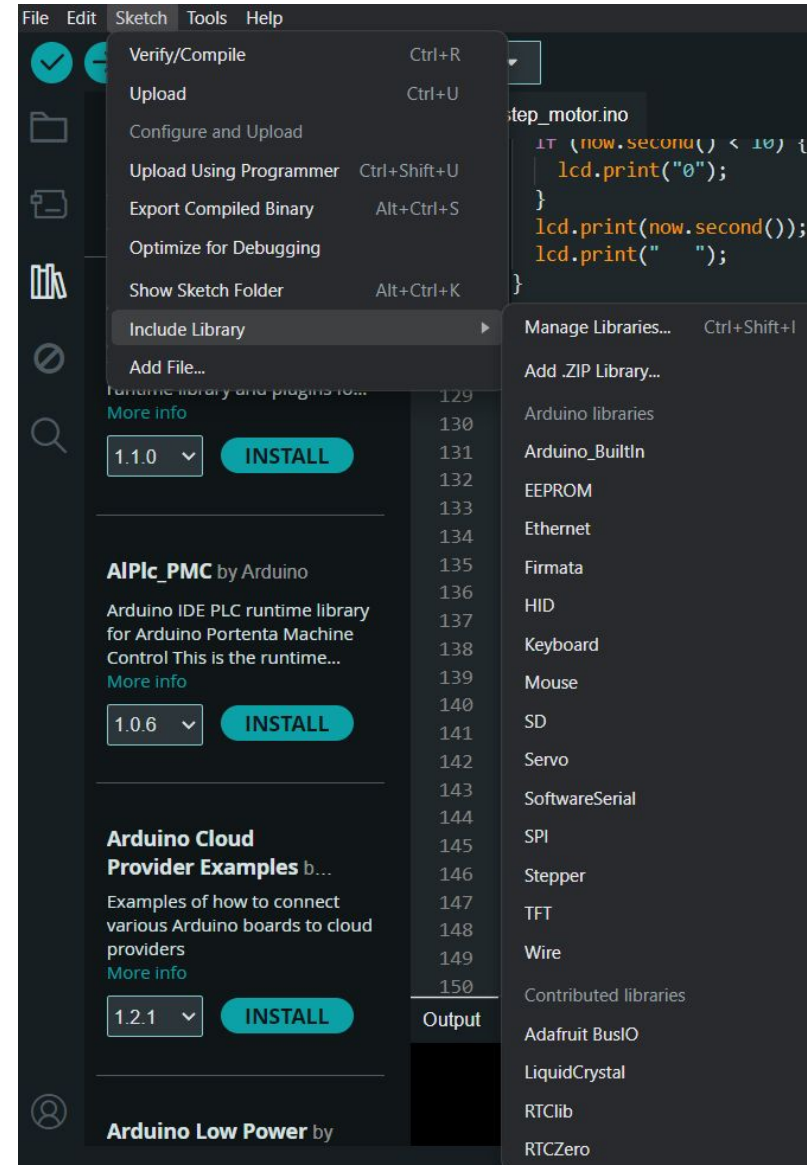 File Edit Sketch Tools Help
Verify/Compile Ctrl+R
Upload Ctrl+U
Configure and Upload
Upload Using Programmer Ctrl+Shift+U
Export Compiled Binary Alt+Ctrl+S
Optimize for Debugging
Show Sketch Folder Alt+Ctrl+K
Include Library
Add File...
runtime library and plugins fo...
More info
1.1.0 INSTALL
AlPlc_PMC by Arduino
Arduino IDE PLC runtime library
for Arduino Portenta Machine
Control This is the runtime...
More info
1.0.6 INSTALL
Arduino Cloud
Provider Examples b...
Examples of how to connect
various Arduino boards to cloud
providers
More info
1.2.1 INSTALL
Arduino Low Power by
step_motor.ino
if (now.second() < 10) {
lcd.print("0");
}
lcd.print(now.second());
lcd.print("   ");
}
129
130
131
132
133
134
135
136
137
138
139
140
141
142
143
144
145
146
147
148
149
150
Output
Manage Libraries... Ctrl+Shift+I
Add .ZIP Library...
Arduino libraries
Arduino_BuiltIn
EEPROM
Ethernet
Firmata
HID
Keyboard
Mouse
SD
Servo
SoftwareSerial
SPI
Stepper
TFT
Wire
Contributed libraries
Adafruit BusIO
LiquidCrystal
RTClib
RTCZero